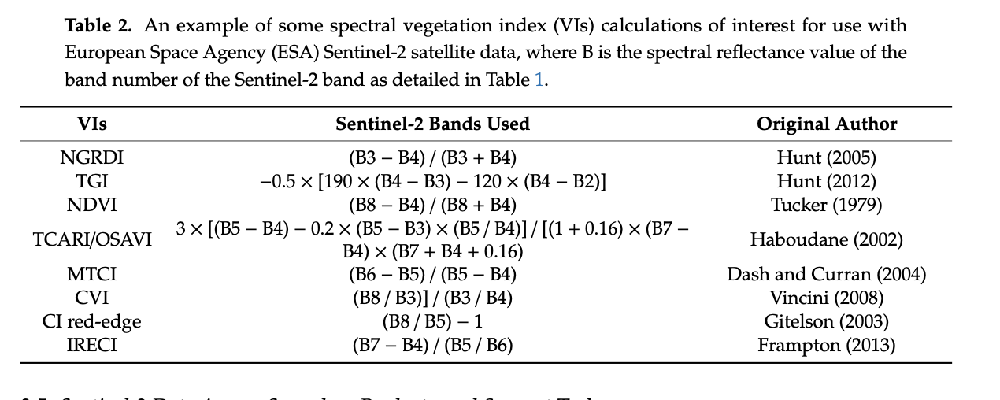 Table 2. An example of some spectral vegetation index (VIs) calculations of interest for use with
European Space Agency (ESA) Sentinel-2 satellite data, where B is the spectral reflectance value of the
band number of the Sentinel-2 band as detailed in Table 1.
VIs Sentinel-2 Bands Used Original Author
NGRDI (B3 − B4) / (B3 + B4) Hunt (2005)
TGI −0.5 × [190 × (B4 − B3) − 120 × (B4 − B2)] Hunt (2012)
NDVI (B8 − B4) / (B8 + B4) Tucker (1979)
TCARI/OSAVI 3 × [(B5 − B4) − 0.2 × (B5 − B3) × (B5 / B4)] / [(1 + 0.16) × (B7 −
B4) × (B7 + B4 + 0.16) Haboudane (2002)
MTCI (B6 − B5) / (B5 − B4) Dash and Curran (2004)
CVI (B8 / B3)] / (B3 / B4) Vincini (2008)
CI red-edge (B8 / B5) − 1 Gitelson (2003)
IRECI (B7 − B4) / (B5 / B6) Frampton (2013)